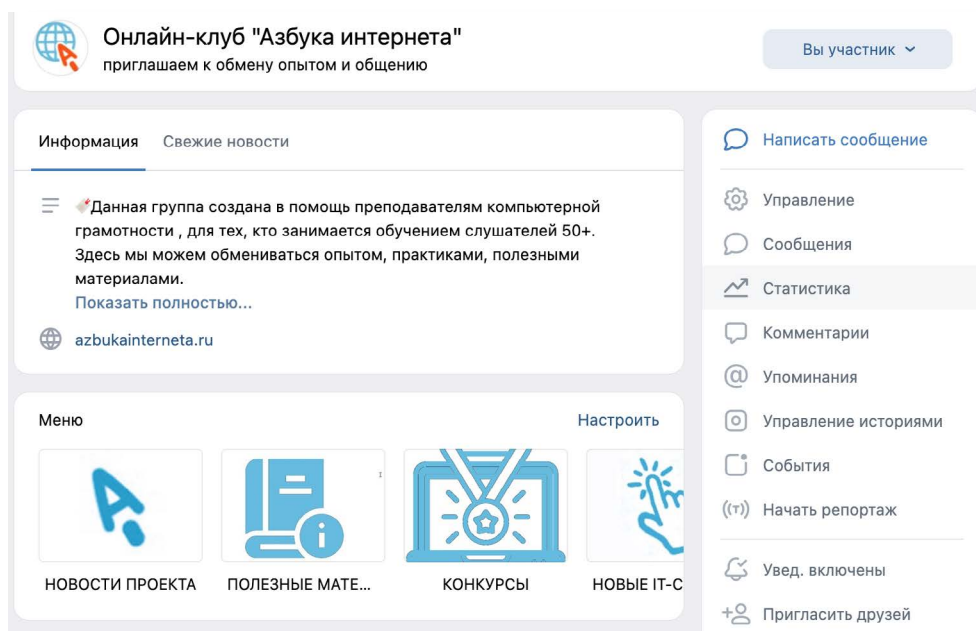 Онлайн-клуб "Азбука интернета"
приглашаем к обмену опытом и общению
Вы участник
Информация Свежие новости
Данная группа создана в помощь преподавателям компьютерной
грамотности , для тех, кто занимается обучением слушателей 50+.
Здесь мы можем обмениваться опытом, практиками, полезными
материалами.
Показать полностью...
azbukainterneta.ru
Меню Настроить
НОВОСТИ ПРОЕКТА ПОЛЕЗНЫЕ МАТЕ... КОНКУРСЫ НОВЫЕ IT-С
Написать сообщение
Управление
Сообщения
Статистика
Комментарии
Упоминания
Управление историями
События
Начать репортаж
Увед. включены
Пригласить друзей